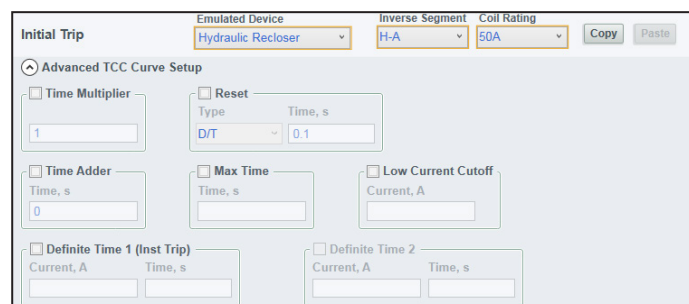 Emulated Device Inverse Segment Coil Rating
Initial Trip Hydraulic Recloser H-A 50A Copy Paste
Advanced TCC Curve Setup
Time Multiplier Reset
Type Time, s
1 D/T 0.1
Time Adder Max Time Low Current Cutoff
Time, s Time, s Current, A
0
Definite Time 1 (Inst Trip) Definite Time 2
Current, A Time, s Current, A Time, s